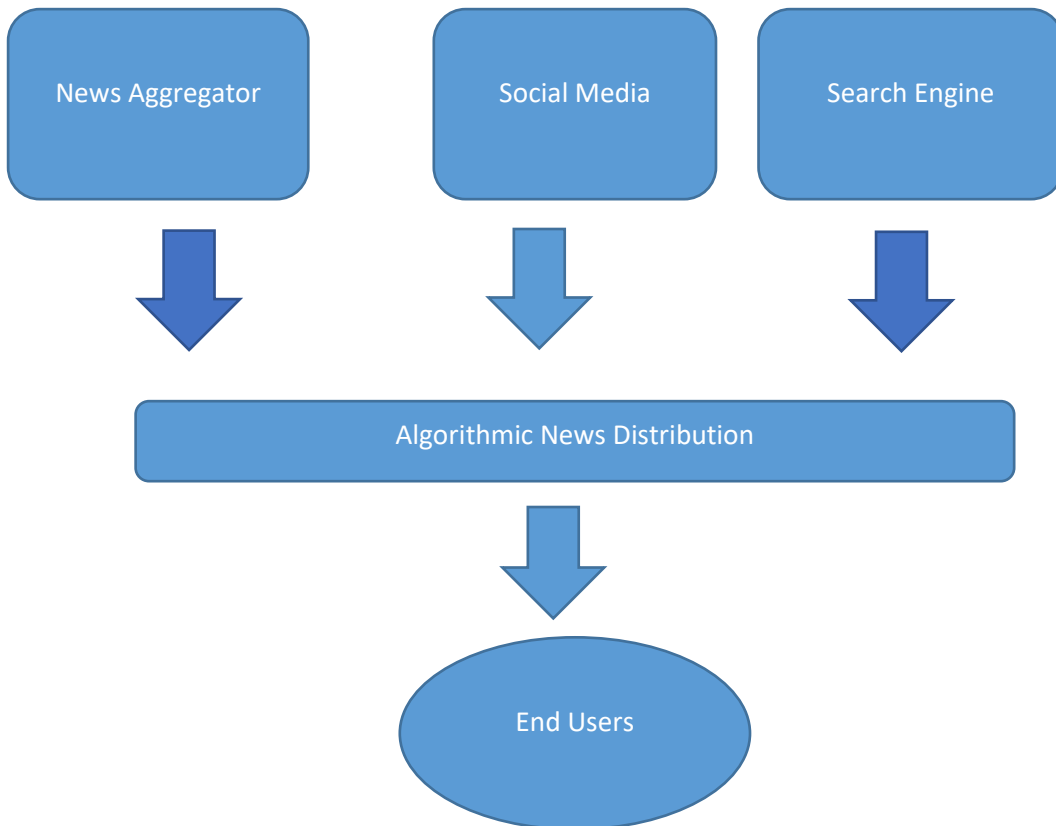 News Aggregator
Social Media
Search Engine
Algorithmic News Distribution
End Users